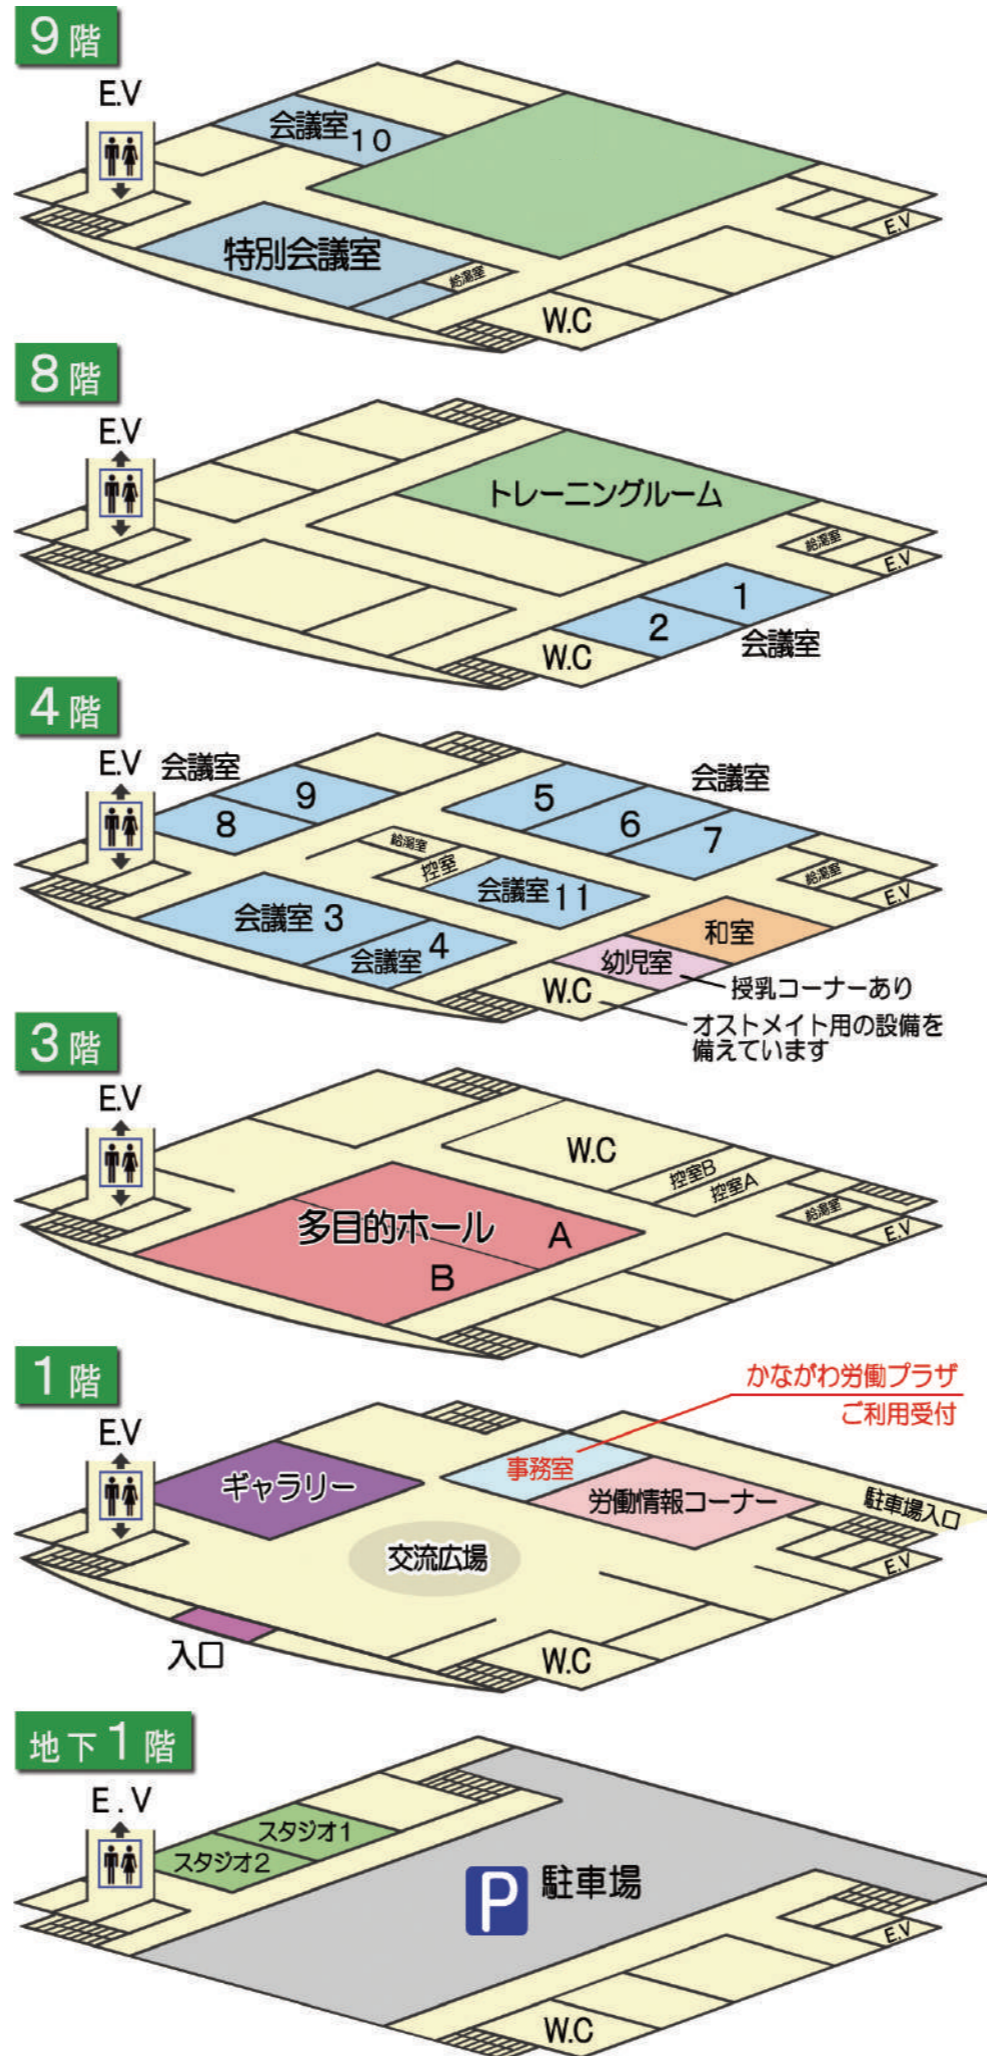 9階
E.V
会議室10
特別会議室
給湯室
E.V
W.C
8階
E.V
トレーニングルーム
給湯室
E.V
1
2
会議室
W.C
4階
E.V
会議室
9
8
会議室
5
6
7
給湯室
控室
会議室11
給湯室
E.V
会議室3
会議室4
和室
幼児室
授乳コーナーあり
W.C
オストメイト用の設備を
備えています
3階
E.V
W.C
控室B
控室A
給湯室
E.V
多目的ホール
A
B
1階
かながわ労働プラザ
ご利用受付
E.V
事務室
ギャラリー
労働情報コーナー
駐車場入口
交流広場
E.V
入口
W.C
地下1階
E.V
スタジオ1
スタジオ2
P 駐車場
E.V
W.C